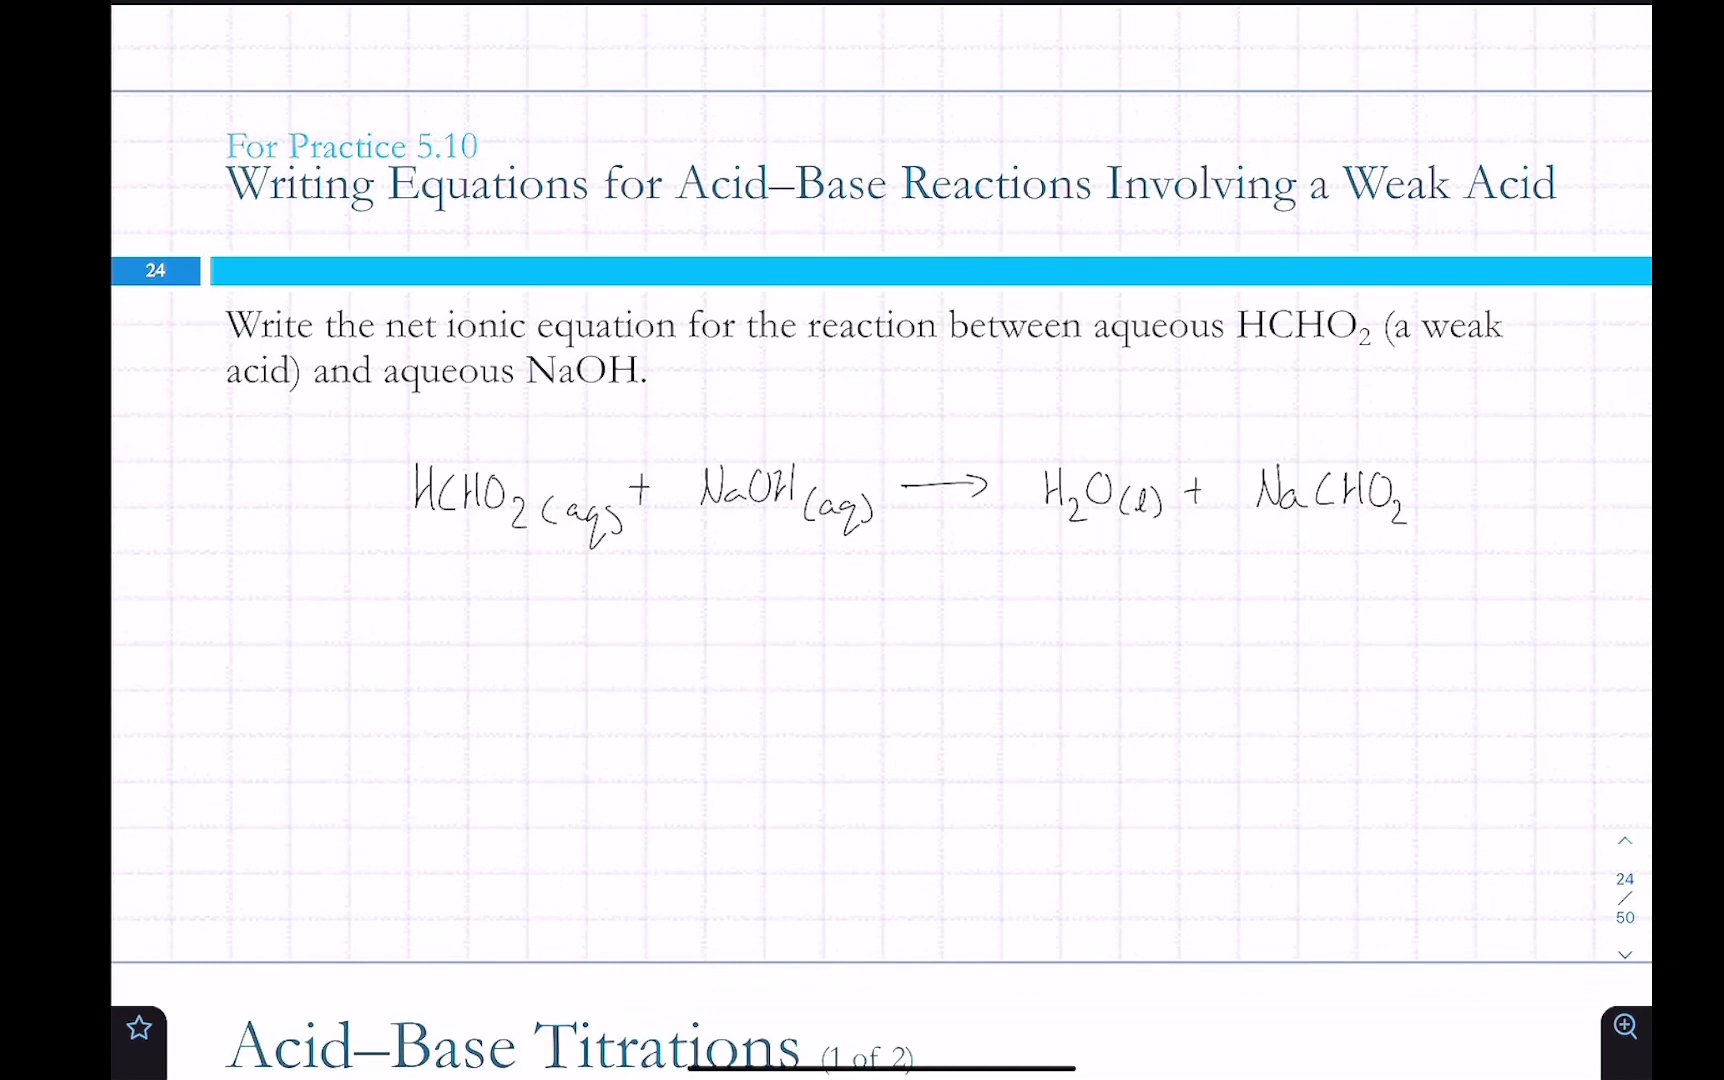 For Practice 5.10
Writing Equations for Acid–Base Reactions Involving a Weak Acid
24
Write the net ionic equation for the reaction between aqueous HCHO₂ (a weak
acid) and aqueous NaOH.
HCHO₂(aq) + NaOH(aq) ⟶ H₂O(l) + NaCHO₂
24
/
50
Acid–Base Titrations (1 of 2)